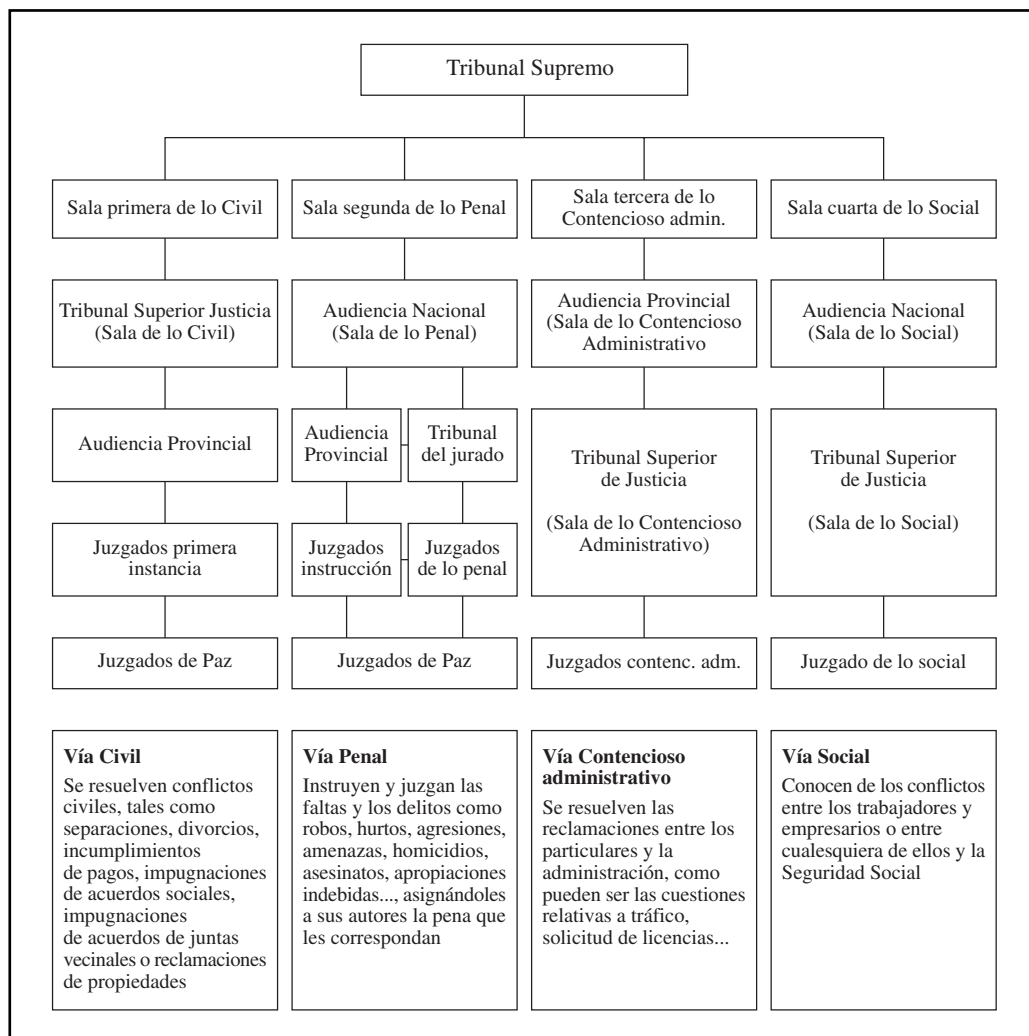 Tribunal Supremo
Sala primera de lo Civil
Sala segunda de lo Penal
Sala tercera de lo
Contencioso admin.
Sala cuarta de lo Social
Tribunal Superior Justicia
(Sala de lo Civil)
Audiencia Nacional
(Sala de lo Penal)
Audiencia Provincial
(Sala de lo Contencioso
Administrativo
Audiencia Nacional
(Sala de lo Social)
Audiencia Provincial
Audiencia
Provincial
Tribunal
del jurado
Tribunal Superior
de Justicia
(Sala de lo Contencioso
Administrativo)
Tribunal Superior
de Justicia
(Sala de lo Social)
Juzgados primera
instancia
Juzgados
instrucción
Juzgados
de lo penal
Juzgados de Paz
Juzgados de Paz
Juzgados contenc. adm.
Juzgado de lo social
Vía Civil
Se resuelven conflictos
civiles, tales como
separaciones, divorcios,
incumplimientos
de pagos, impugnaciones
de acuerdos sociales,
impugnaciones
de acuerdos de juntas
vecinales o reclamaciones
de propiedades
Vía Penal
Instruyen y juzgan las
faltas y los delitos como
robos, hurtos, agresiones,
amenazas, homicidios,
asesinatos, apropiaciones
indebidas..., asignándoles
a sus autores la pena que
les correspondan
Vía Contencioso
administrativo
Se resuelven las
reclamaciones entre los
particulares y la
administración, como
pueden ser las cuestiones
relativas a tráfico,
solicitud de licencias...
Vía Social
Conocen de los conflictos
entre los trabajadores y
empresarios o entre
cualesquiera de ellos y la
Seguridad Social